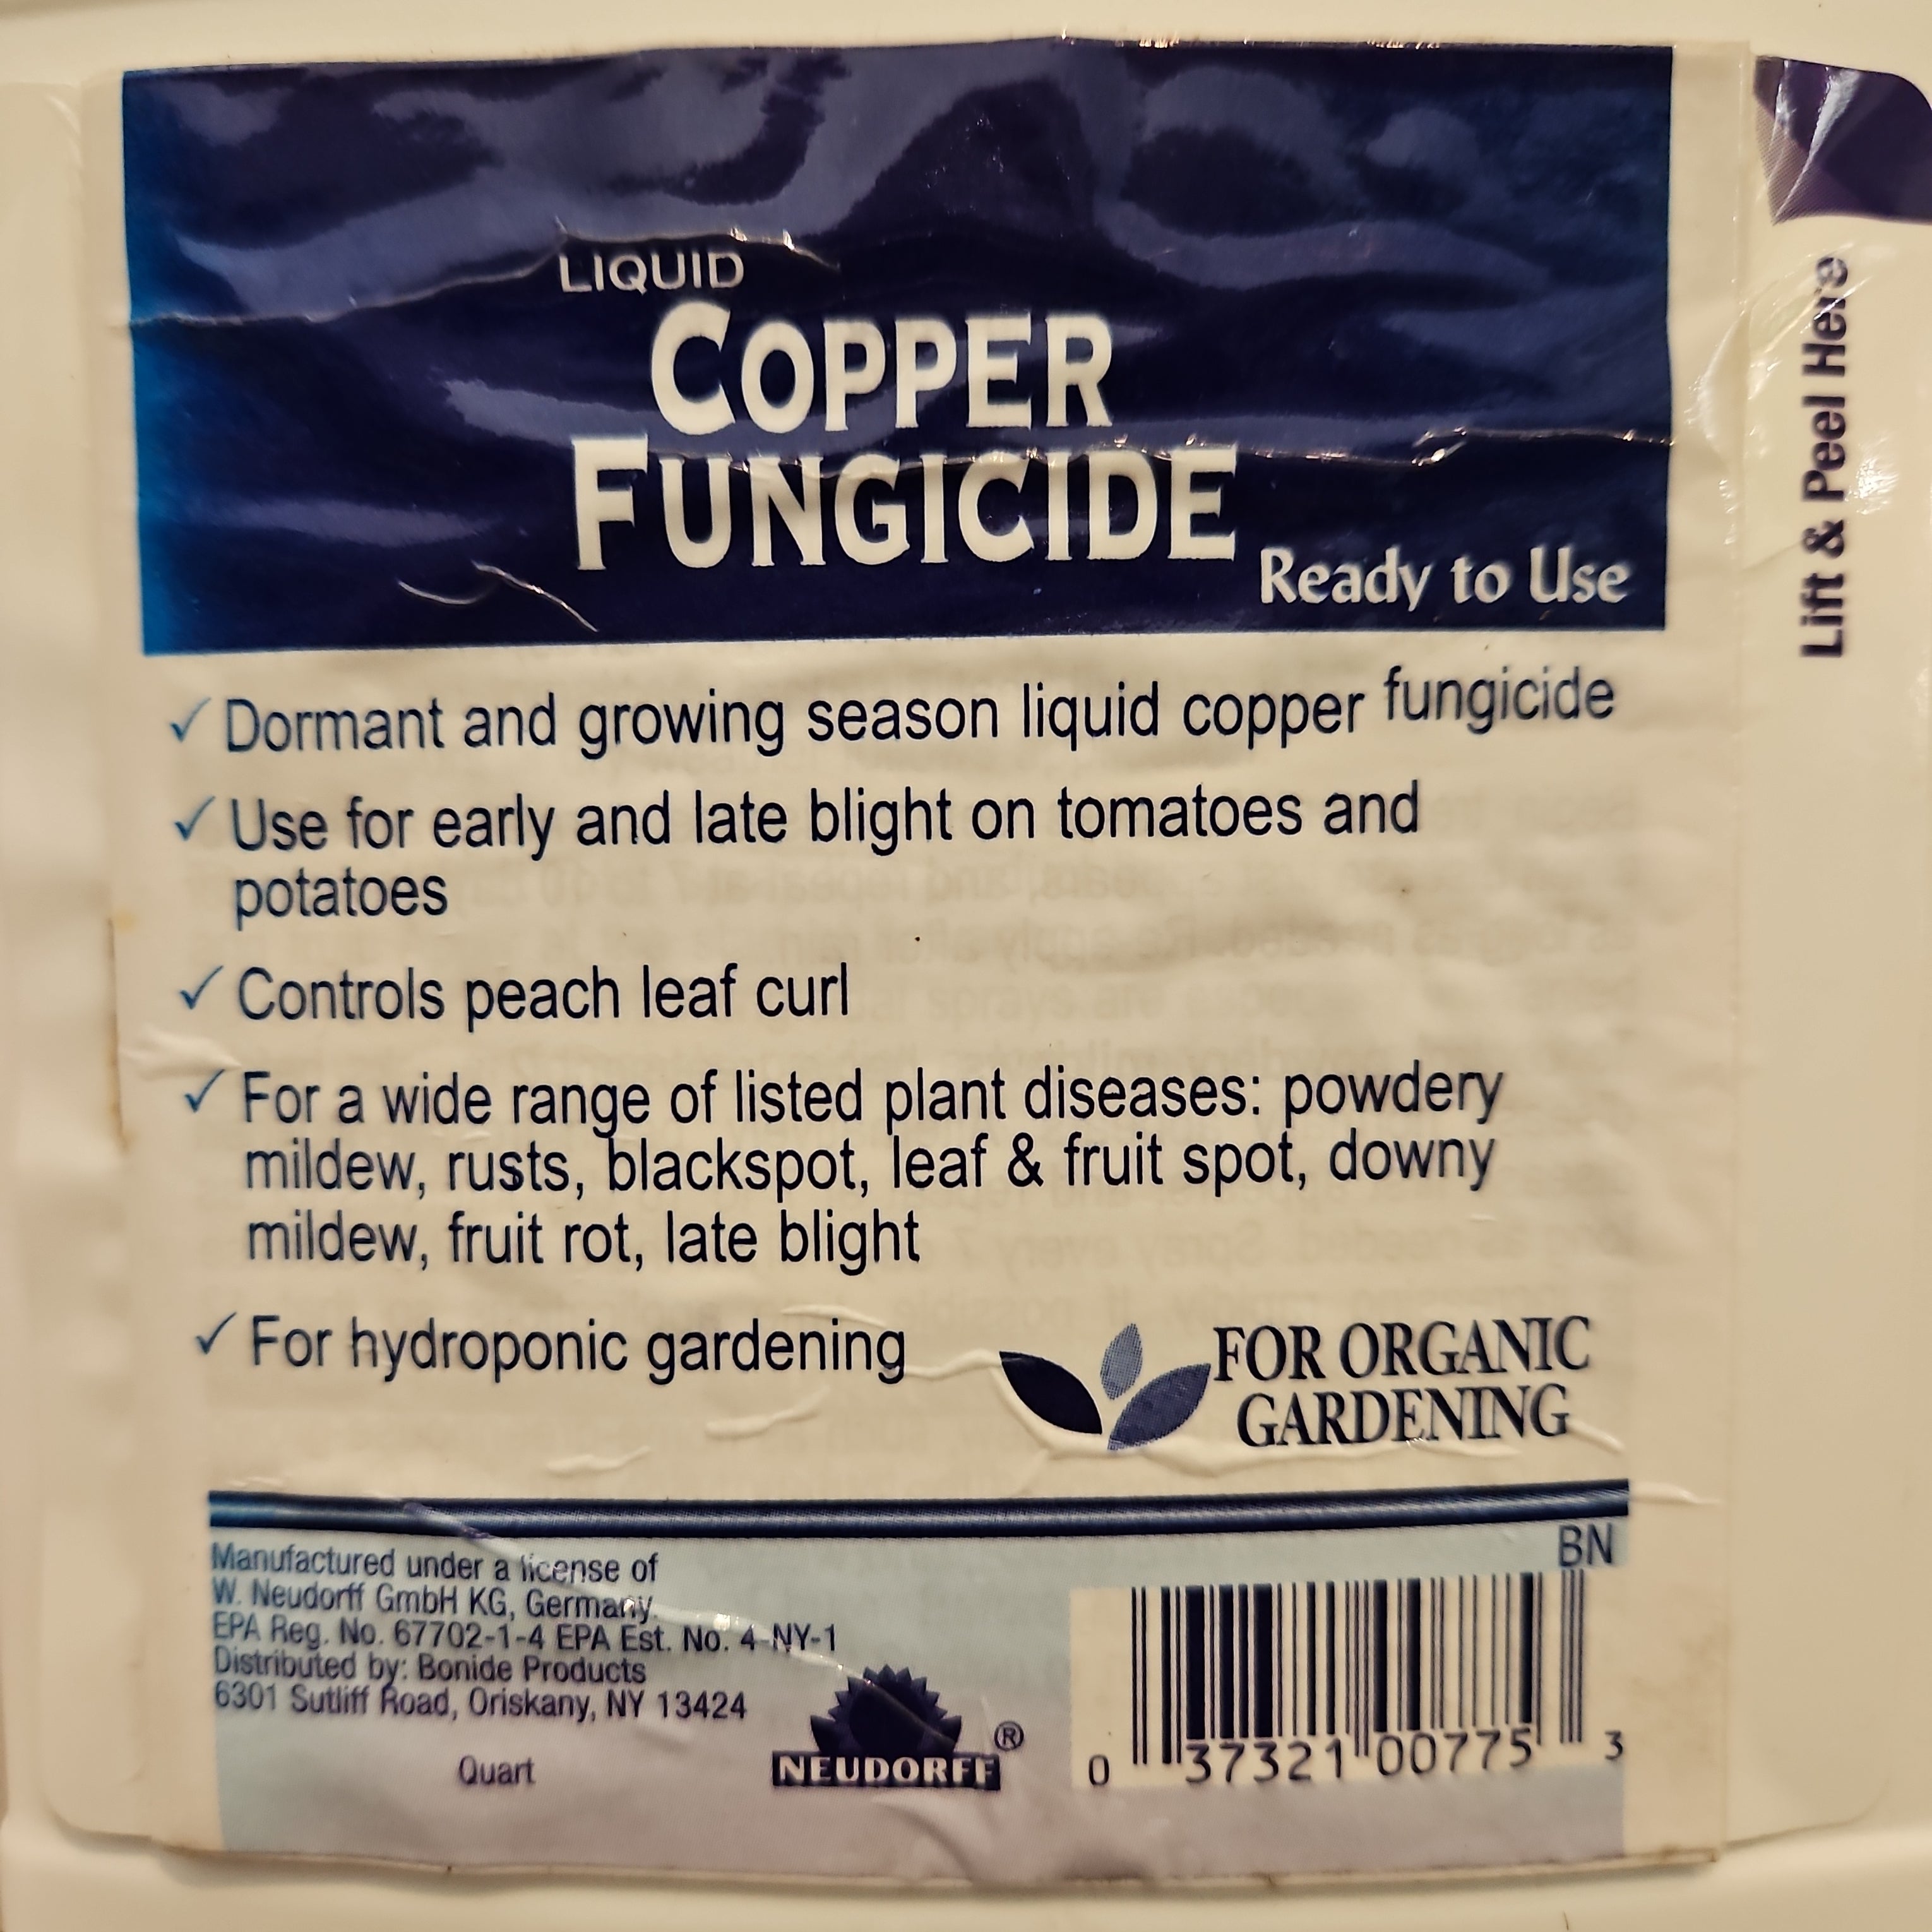 LIQUID
COPPER
FUNGICIDE
Ready to Use
Lift & Peel Here
✓ Dormant and growing season liquid copper fungicide
✓ Use for early and late blight on tomatoes and
potatoes
✓ Controls peach leaf curl
✓ For a wide range of listed plant diseases: powdery
mildew, rusts, blackspot, leaf & fruit spot, downy
mildew, fruit rot, late blight
✓ For hydroponic gardening
FOR ORGANIC
GARDENING
Manufactured under a license of
W. Neudorff GmbH KG, Germany.
EPA Reg. No. 67702-1-4 EPA Est. No. 4-NY-1
Distributed by: Bonide Products
6301 Sutliff Road, Oriskany, NY 13424
Quart
NEUDORFF ®
BN
0 37321 00775 3